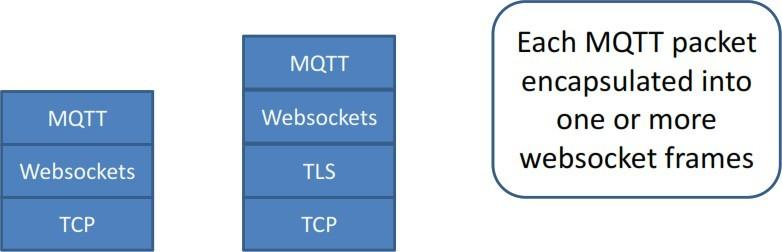 MQTT
Websockets
TCP
MQTT
Websockets
TLS
TCP
Each MQTT packet
encapsulated into
one or more
websocket frames